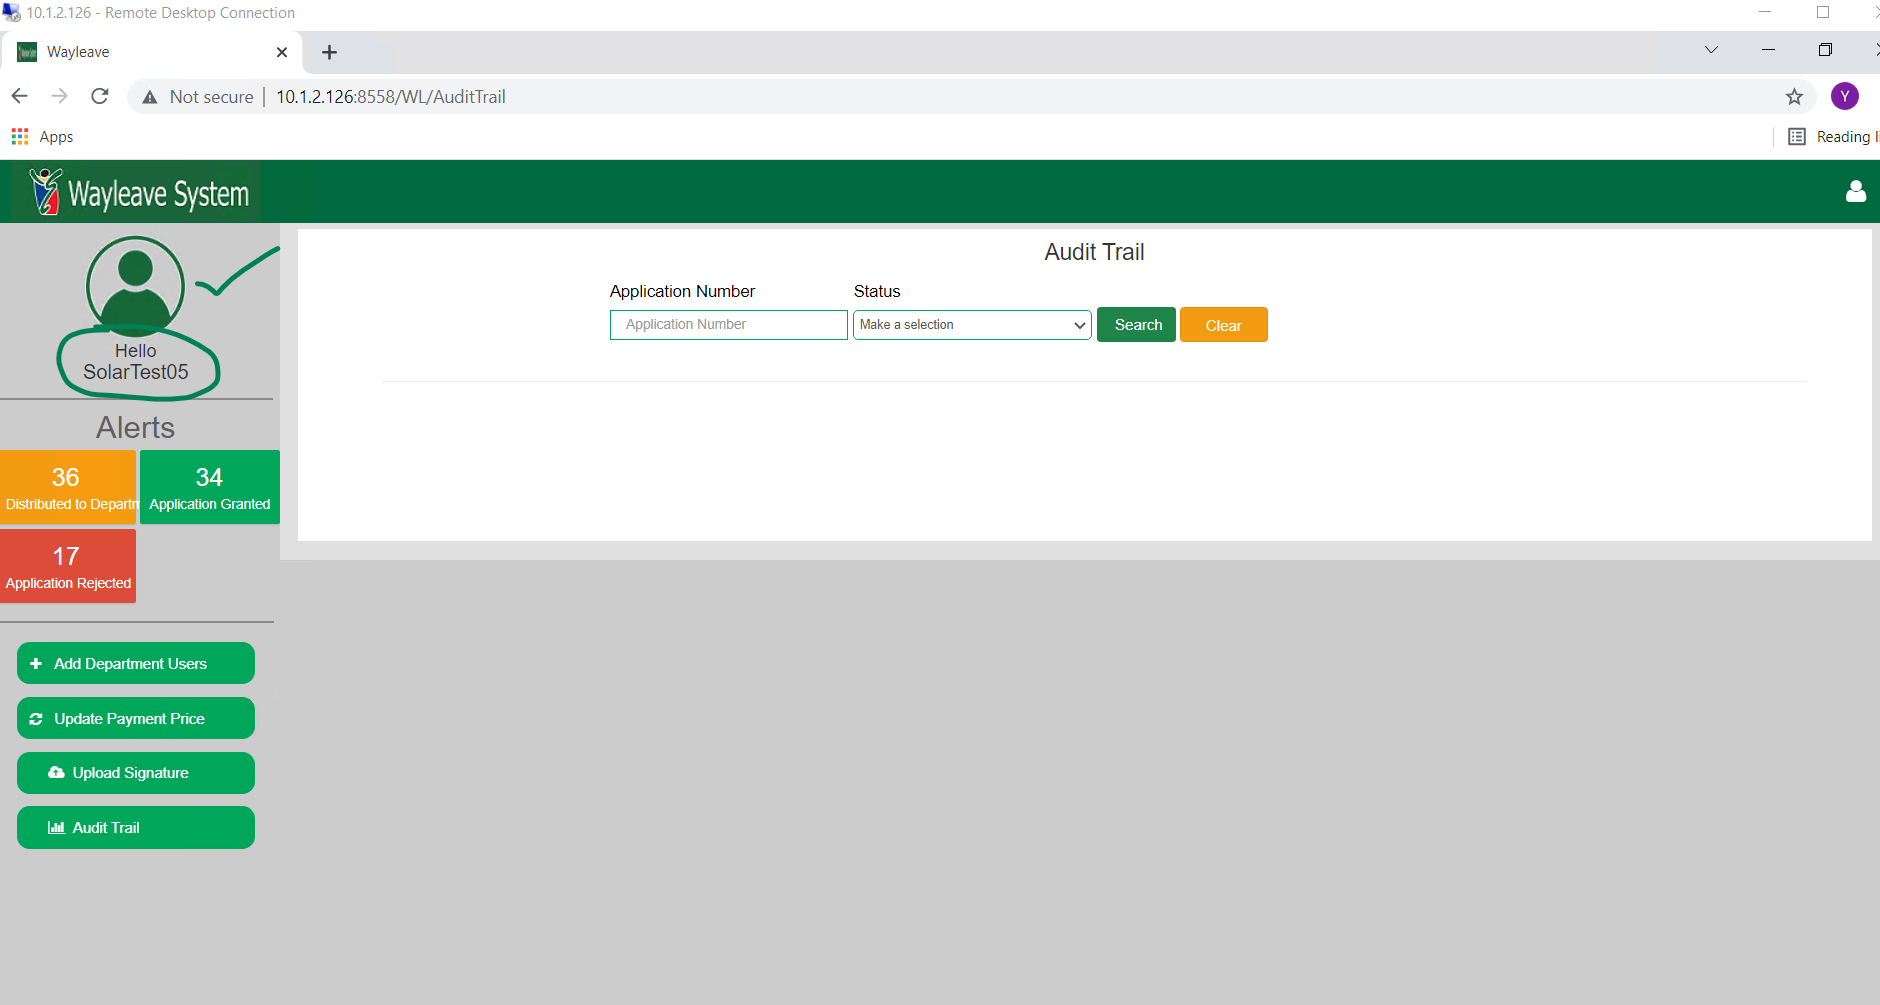 10.1.2.126 - Remote Desktop Connection
Wayleave
Not secure | 10.1.2.126:8558/WL/AuditTrail
Y
Apps
Reading li
Wayleave System
Audit Trail
Application Number Status
Application Number Make a selection Search Clear
Hello
SolarTest05
Alerts
36 34
Distributed to Departm Application Granted
17
Application Rejected
Add Department Users
Update Payment Price
Upload Signature
Audit Trail